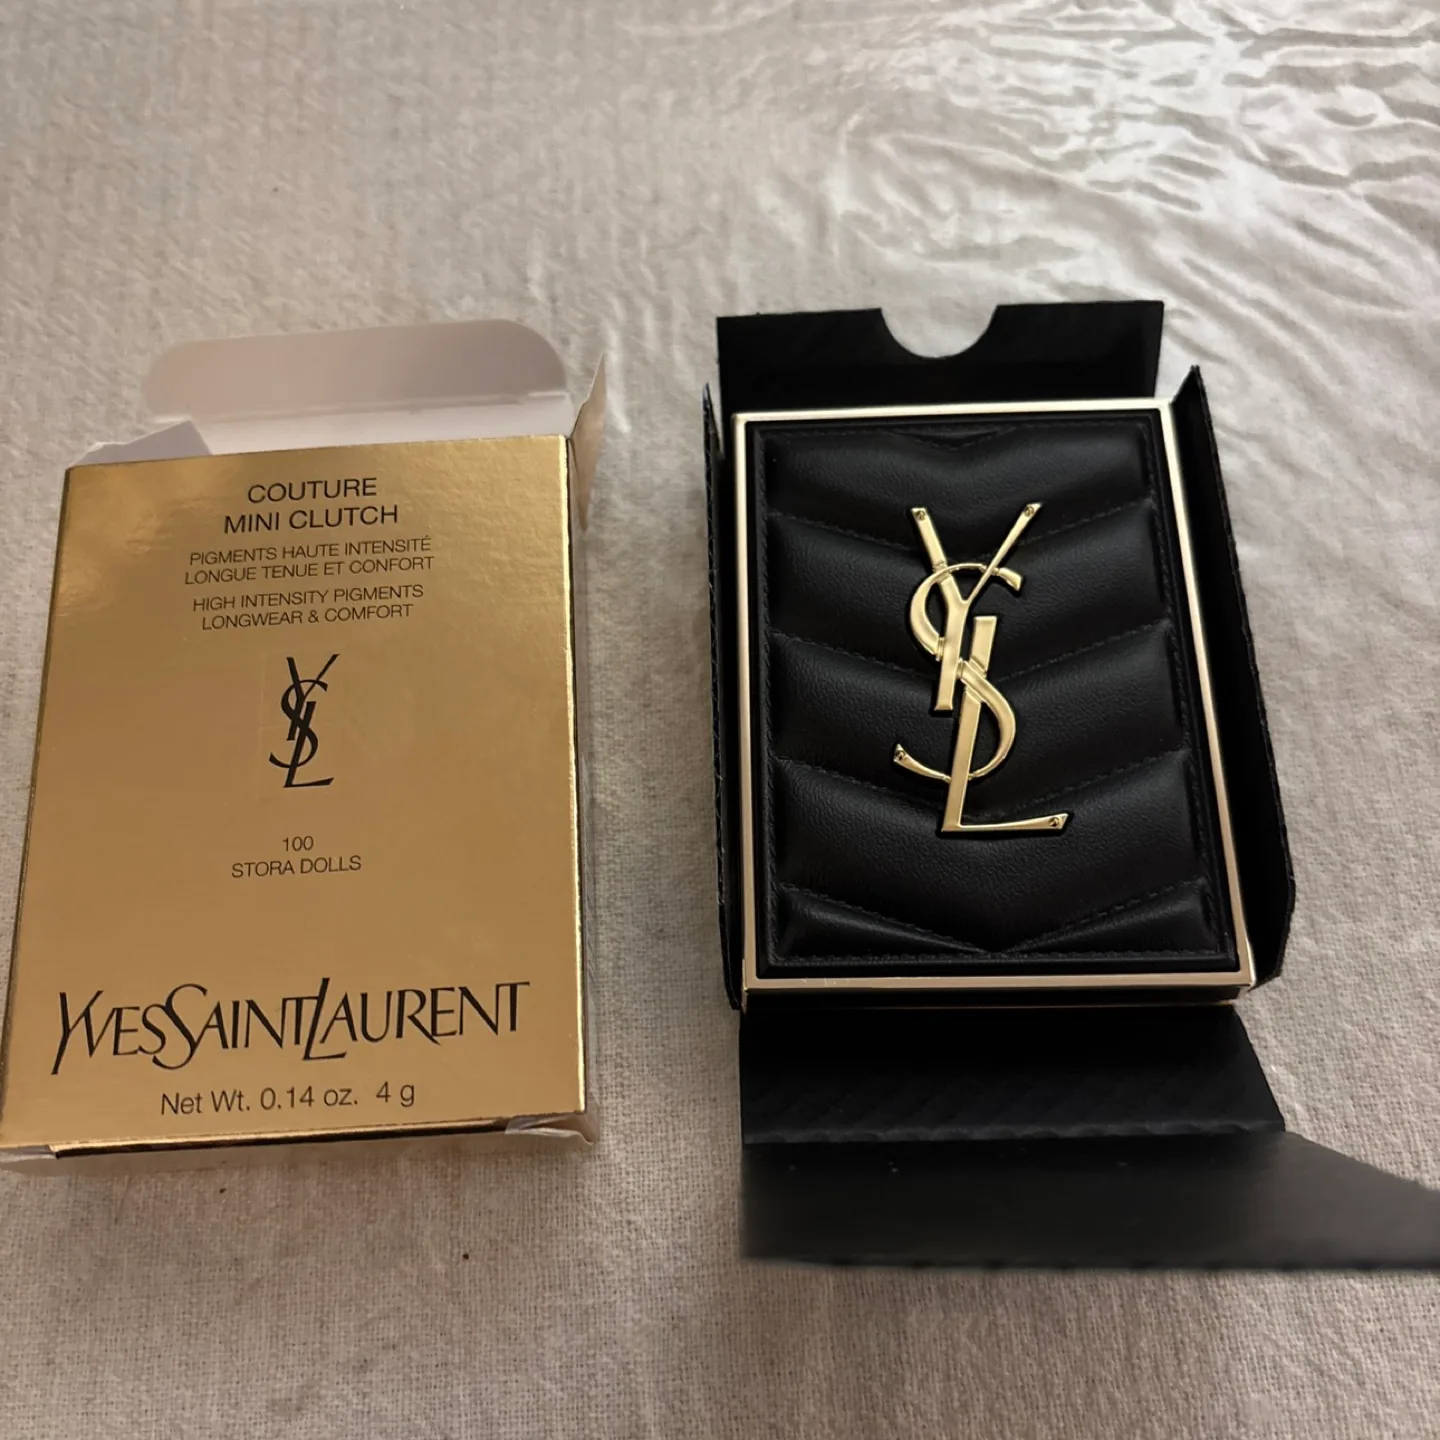 COUTURE
MINI CLUTCH
PIGMENTS HAUTE INTENSITÉ
LONGUE TENUE ET CONFORT
HIGH INTENSITY PIGMENTS
LONGWEAR & COMFORT
YSL
100
STORA DOLLS
YVESSAINTLAURENT
Net Wt. 0.14 oz. 4 g
YSL